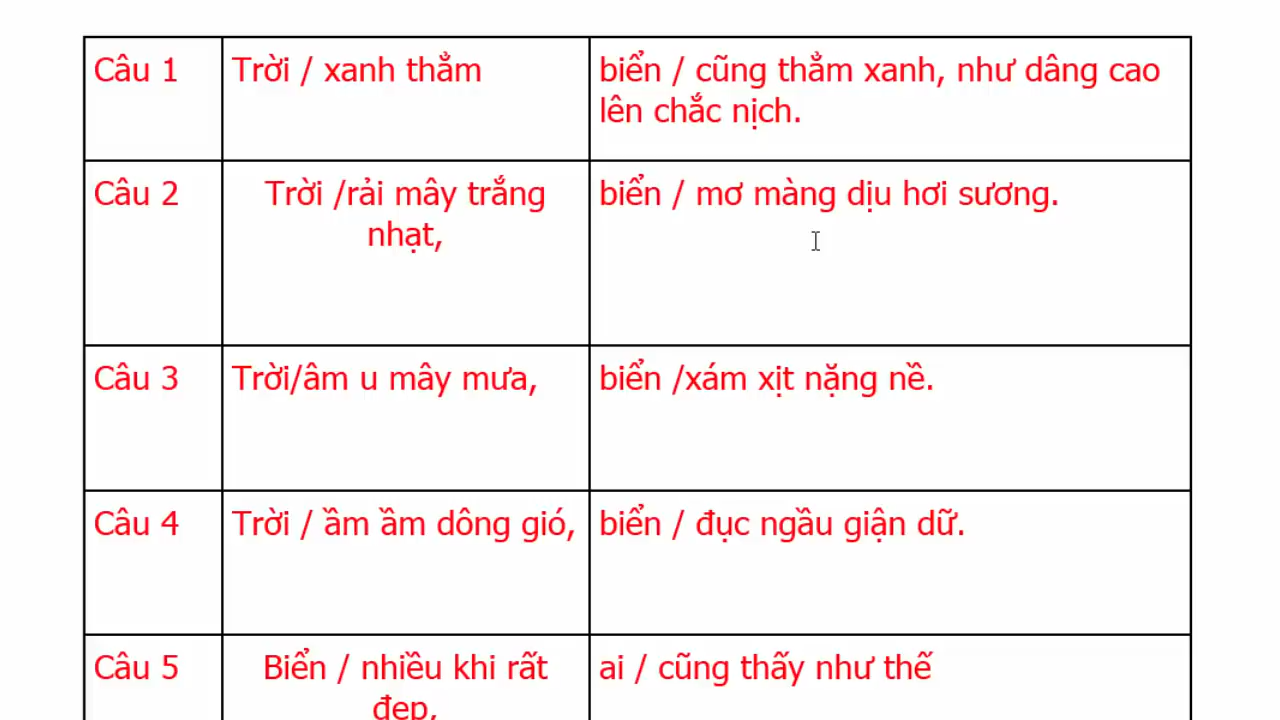 Câu 1
Trời / xanh thẳm
biển / cũng thẳm xanh, như dâng cao
lên chắc nịch.
Câu 2
Trời /rải mây trắng
nhạt,
biển / mơ màng dịu hơi sương.
Câu 3
Trời/âm u mây mưa,
biển /xám xịt nặng nề.
Câu 4
Trời / ầm ầm dông gió,
biển / đục ngầu giận dữ.
Câu 5
Biển / nhiều khi rất
đẹp,
ai / cũng thấy như thế